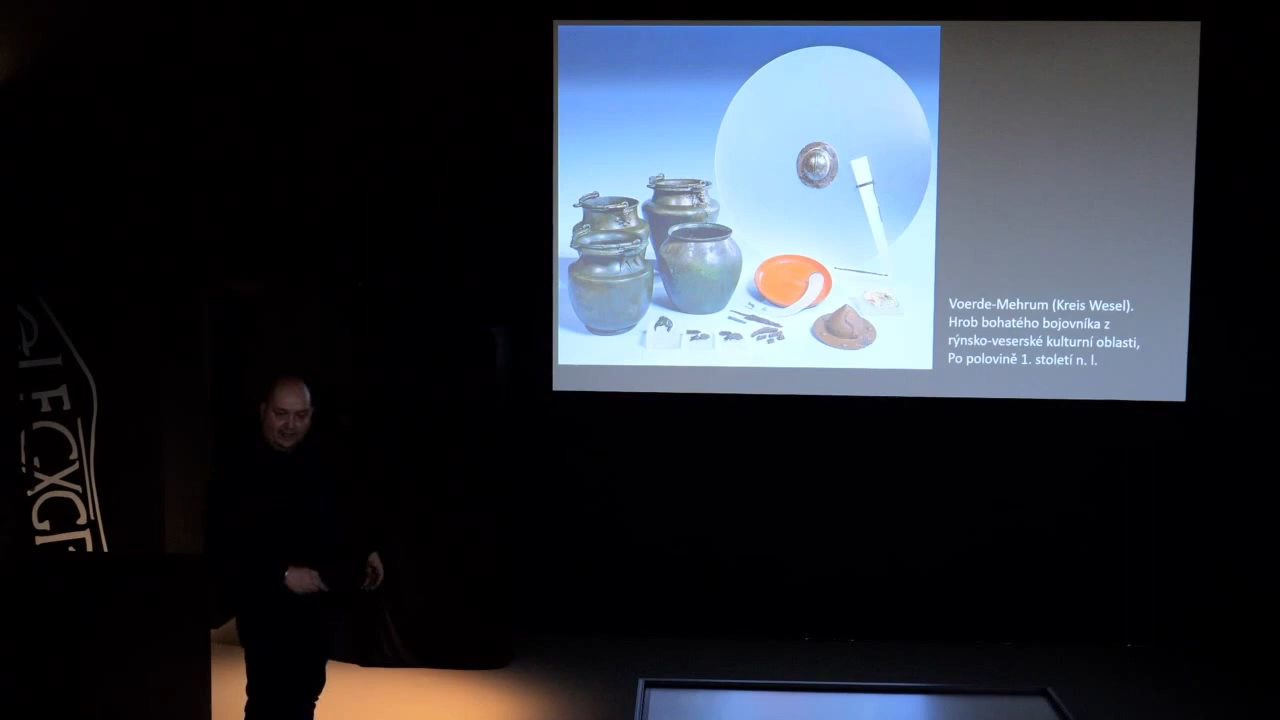 Voerde-Mehrum (Kreis Wesel).
Hrob bohatého bojovníka z
rýnsko-veserské kulturní oblasti,
Po polovině 1. století n. l.